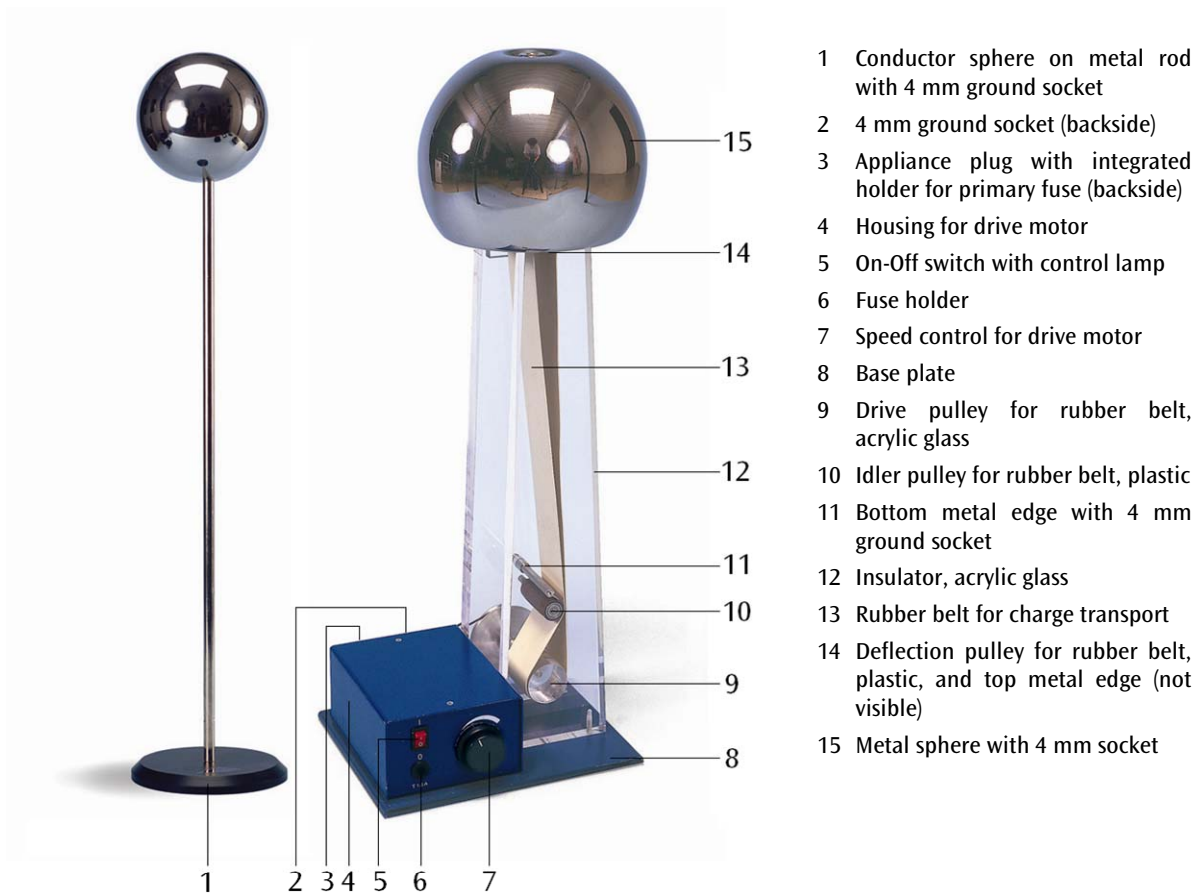 15
14
13
12
11
10
9
8
1
2
3
4
5
6
7
1 Conductor sphere on metal rod
with 4 mm ground socket
2 4 mm ground socket (backside)
3 Appliance plug with integrated
holder for primary fuse (backside)
4 Housing for drive motor
5 On-Off switch with control lamp
6 Fuse holder
7 Speed control for drive motor
8 Base plate
9 Drive pulley for rubber belt,
acrylic glass
10 Idler pulley for rubber belt, plastic
11 Bottom metal edge with 4 mm
ground socket
12 Insulator, acrylic glass
13 Rubber belt for charge transport
14 Deflection pulley for rubber belt,
plastic, and top metal edge (not
visible)
15 Metal sphere with 4 mm socket